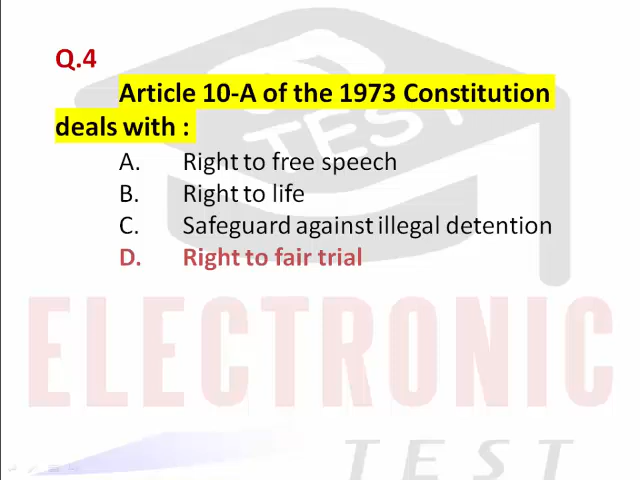 Q.4
Article 10-A of the 1973 Constitution
deals with :
A. Right to free speech
B. Right to life
C. Safeguard against illegal detention
D. Right to fair trial
TEST
ELECTRONIC
TEST